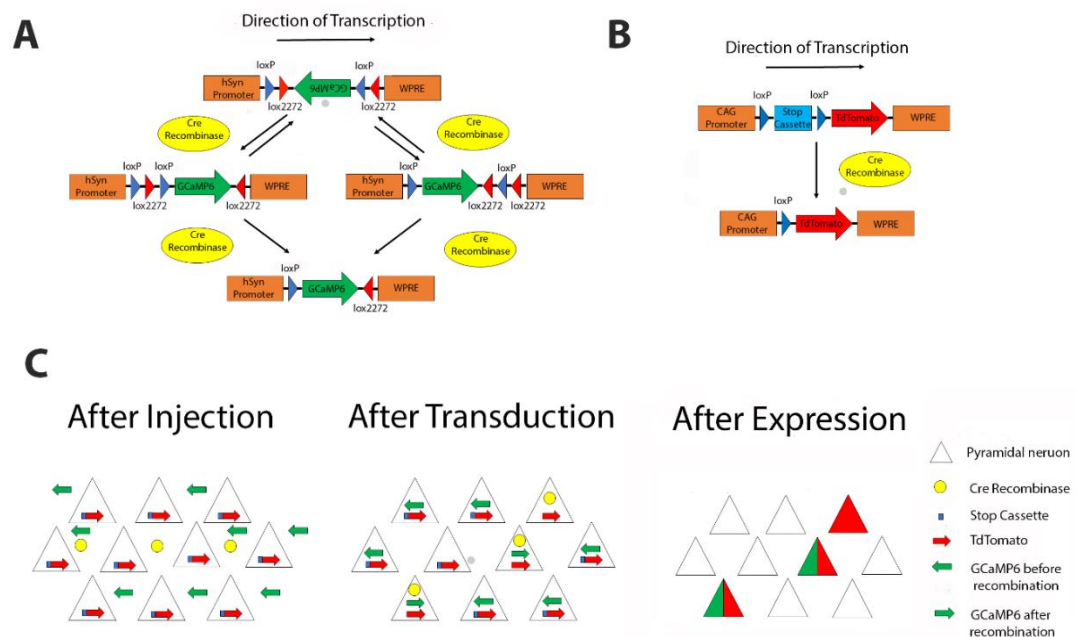 A
Direction of Transcription
loxP
loxP
hSyn
Promoter
GCaMP6
WPRE
lox2272
lox2272
Cre
Recombinase
Cre
Recombinase
loxP
loxP
hSyn
Promoter
GCaMP6
WPRE
lox2272
lox2272
loxP
loxP
hSyn
Promoter
GCaMP6
WPRE
lox2272
lox2272
Cre
Recombinase
Cre
Recombinase
loxP
hSyn
Promoter
GCaMP6
WPRE
lox2272
B
Direction of Transcription
loxP
loxP
CAG
Promoter
Stop
Cassette
TdTomato
WPRE
Cre
Recombinase
loxP
CAG
Promoter
TdTomato
WPRE
C
After Injection
After Transduction
After Expression
Pyramidal neruon
Cre Recombinase
Stop Cassette
TdTomato
GCaMP6 before
recombination
GCaMP6 after
recombination